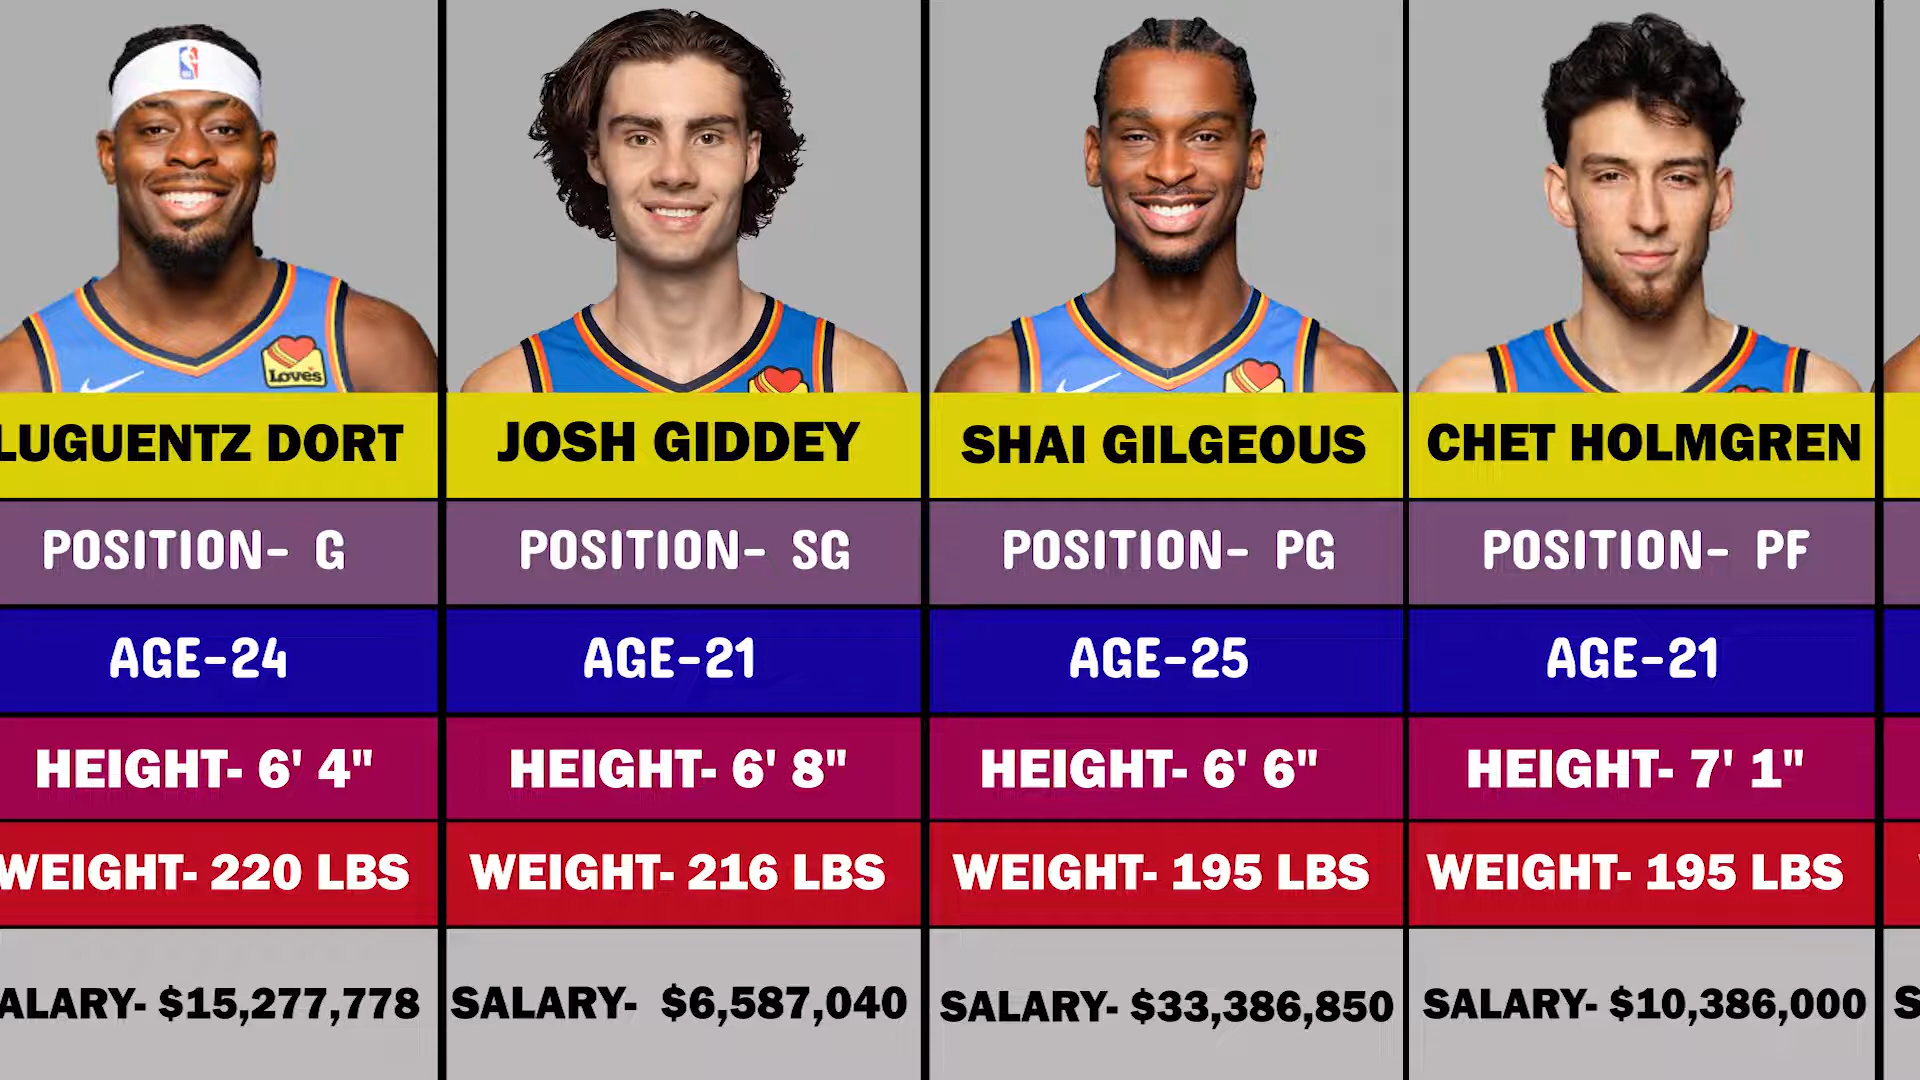 Love's
LUGUENTZ DORT
POSITION- G
AGE-24
HEIGHT- 6' 4"
WEIGHT- 220 LBS
ALARY- $15,277,778
JOSH GIDDEY
POSITION- SG
AGE-21
HEIGHT- 6' 8"
WEIGHT- 216 LBS
SALARY- $6,587,040
SHAI GILGEOUS
POSITION- PG
AGE-25
HEIGHT- 6' 6"
WEIGHT- 195 LBS
SALARY- $33,386,850
CHET HOLMGREN
POSITION- PF
AGE-21
HEIGHT- 7' 1"
WEIGHT- 195 LBS
SALARY- $10,386,000
S